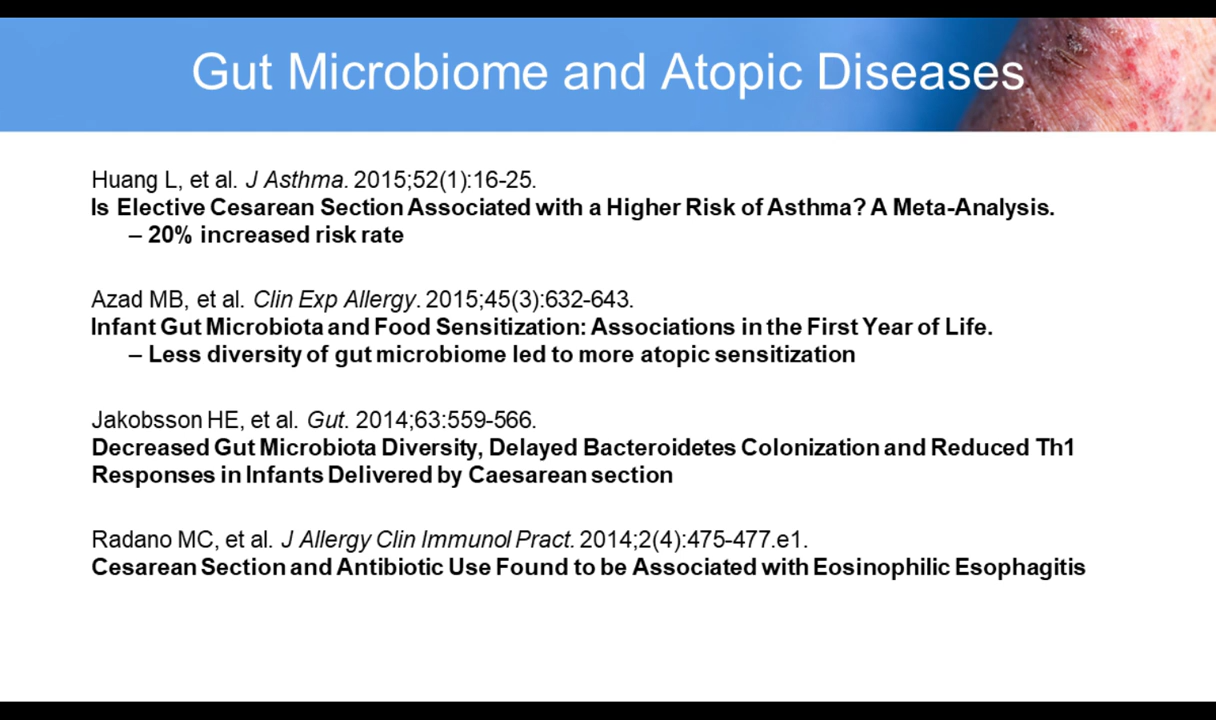 Gut Microbiome and Atopic Diseases
Huang L, et al. J Asthma. 2015;52(1):16-25.
Is Elective Cesarean Section Associated with a Higher Risk of Asthma? A Meta-Analysis.
– 20% increased risk rate
Azad MB, et al. Clin Exp Allergy. 2015;45(3):632-643.
Infant Gut Microbiota and Food Sensitization: Associations in the First Year of Life.
– Less diversity of gut microbiome led to more atopic sensitization
Jakobsson HE, et al. Gut. 2014;63:559-566.
Decreased Gut Microbiota Diversity, Delayed Bacteroidetes Colonization and Reduced Th1
Responses in Infants Delivered by Caesarean section
Radano MC, et al. J Allergy Clin Immunol Pract. 2014;2(4):475-477.e1.
Cesarean Section and Antibiotic Use Found to be Associated with Eosinophilic Esophagitis